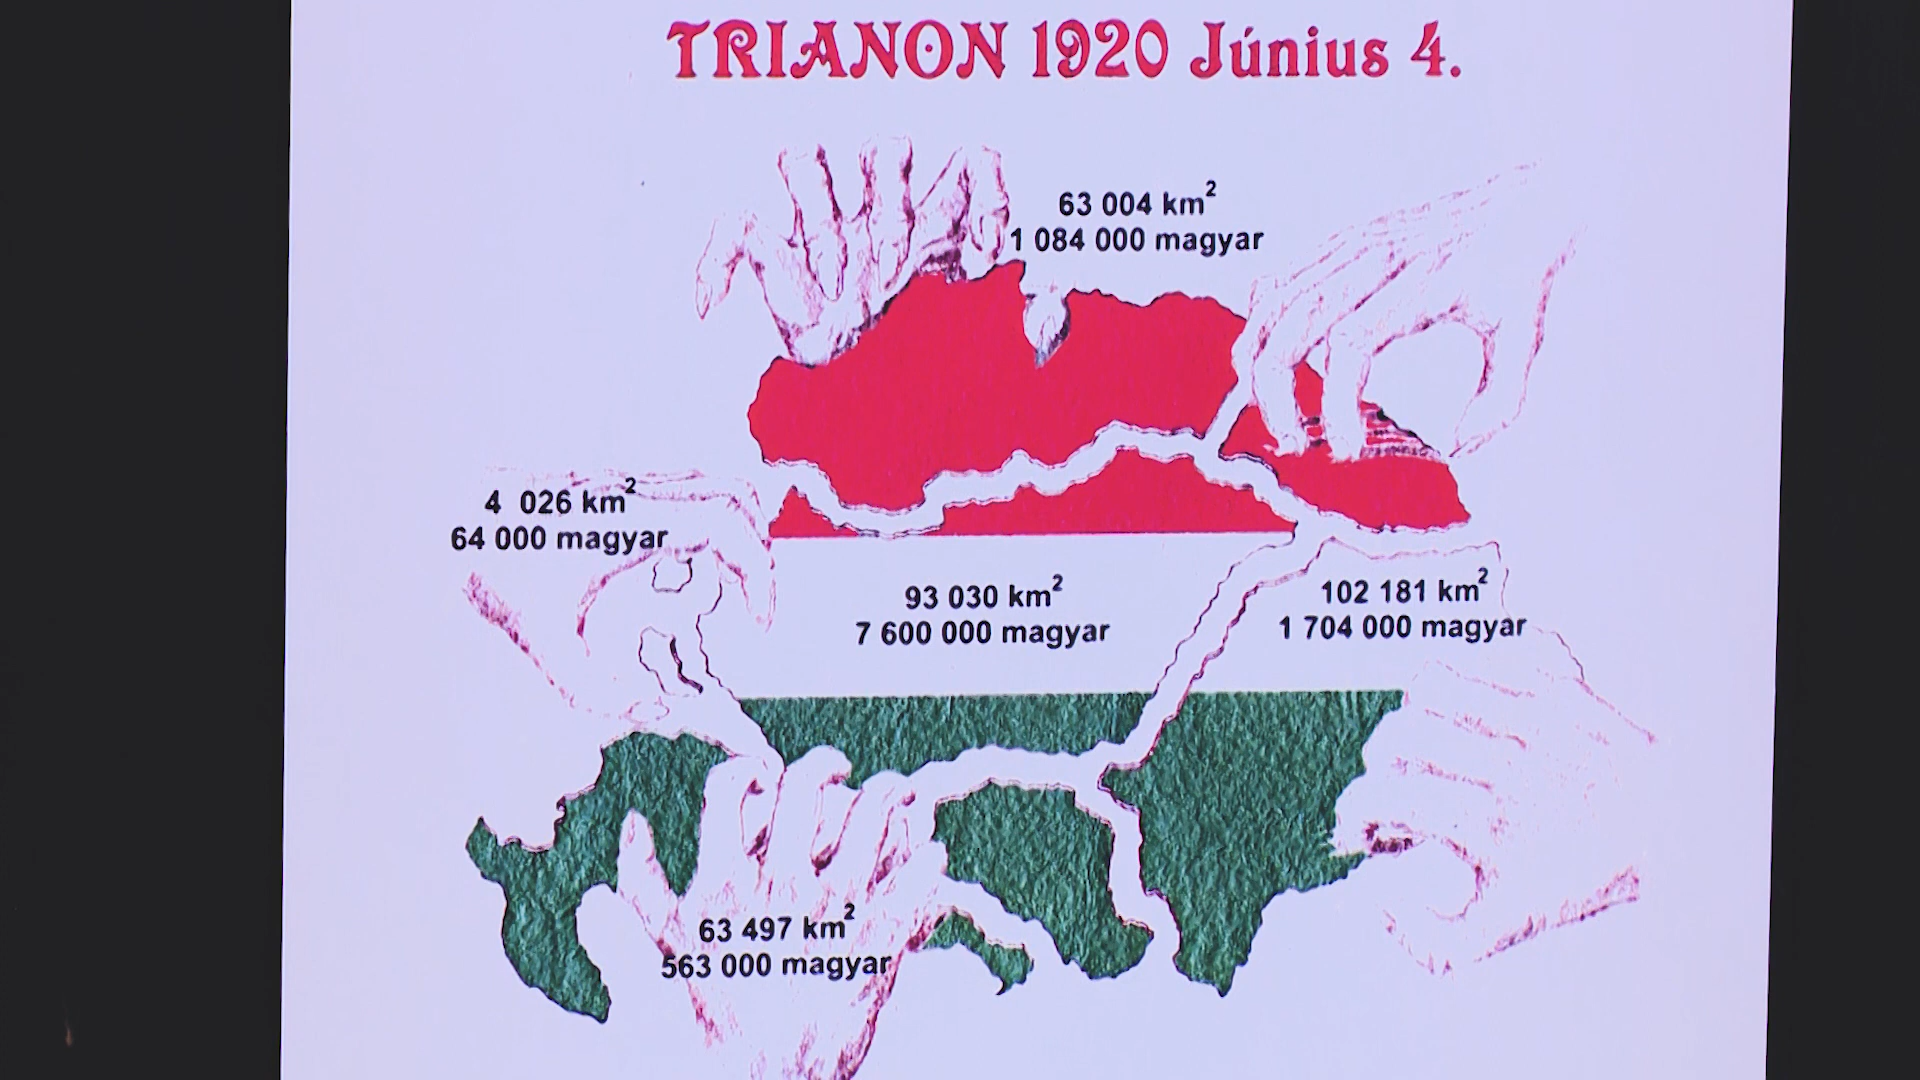 TRIANON 1920 Június 4.
63 004 km²
1 084 000 magyar
4 026 km²
64 000 magyar
93 030 km²
7 600 000 magyar
102 181 km²
1 704 000 magyar
63 497 km²
563 000 magyar